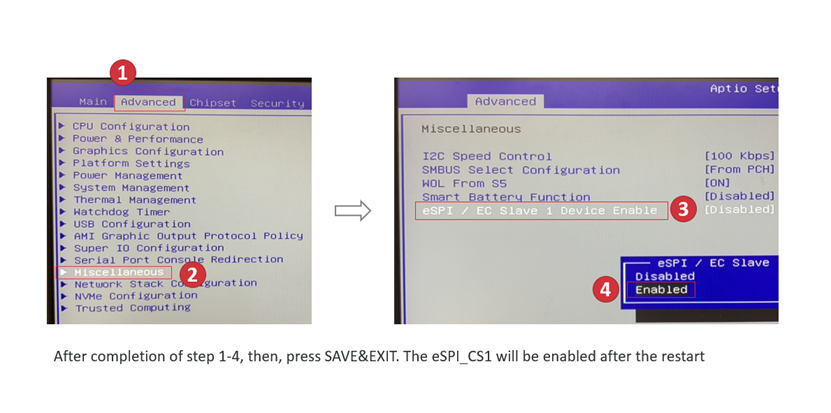 1
Main Advanced Chipset Security
CPU Configuration
Power & Performance
Graphics Configuration
Platform Settings
Power Management
System Management
Thermal Management
Watchdog Timer
USB Configuration
AMI Graphic Output Protocol Policy
Super IO Configuration
Serial Port Console Redirection
Miscellaneous 2
Network Stack guration
NVMe Configuration
Trusted Computing
Aptio Set
Advanced
Miscellaneous
I2C Speed Control [100 Kbps]
SMBUS Select Configuration [From PCH]
WOL From S5 [ON]
Smart Battery Function [Disabled]
eSPI / EC Slave 1 Device Enable 3 [Disabled]
eSPI / EC Slave
Disabled
4 Enabled
After completion of step 1-4, then, press SAVE&EXIT. The eSPI_CS1 will be enabled after the restart